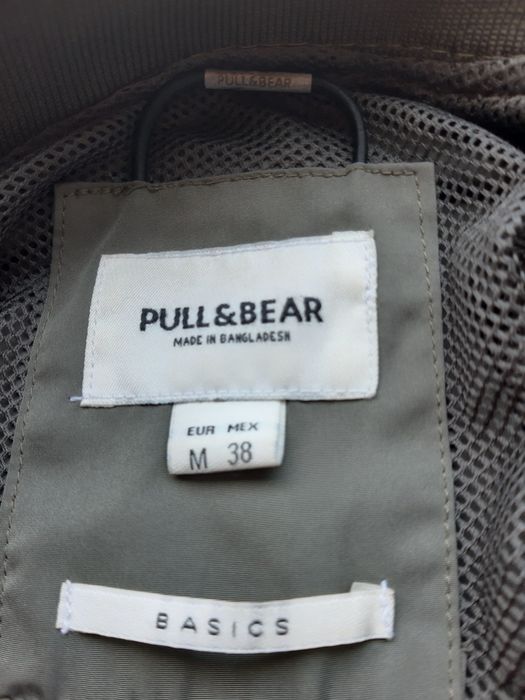 PULL&BEAR
PULL&BEAR
MADE IN BANGLADESH
EUR MEX
M 38
BASICS